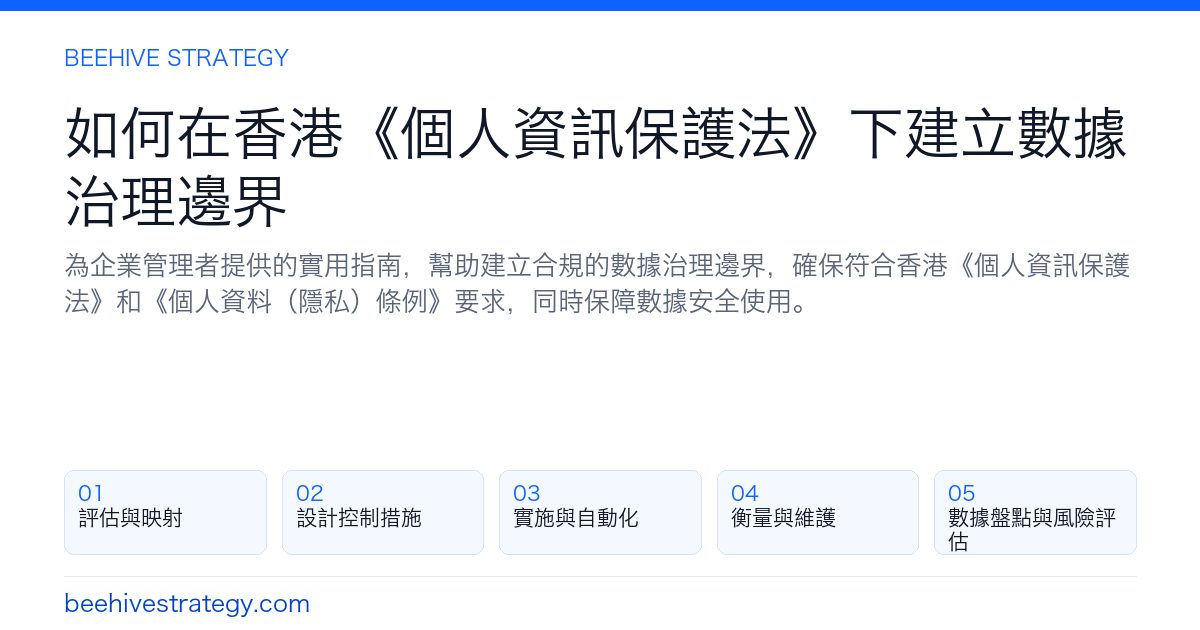 BEEHIVE STRATEGY
如何在香港《個人資訊保護法》下建立數據
治理邊界
為企業管理者提供的實用指南，幫助建立合規的數據治理邊界，確保符合香港《個人資訊保護
法》和《個人資料（隱私）條例》要求，同時保障數據安全使用。
01
評估與映射
02
設計控制措施
03
實施與自動化
04
衡量與維護
05
數據盤點與風險評
估
beehivestrategy.com